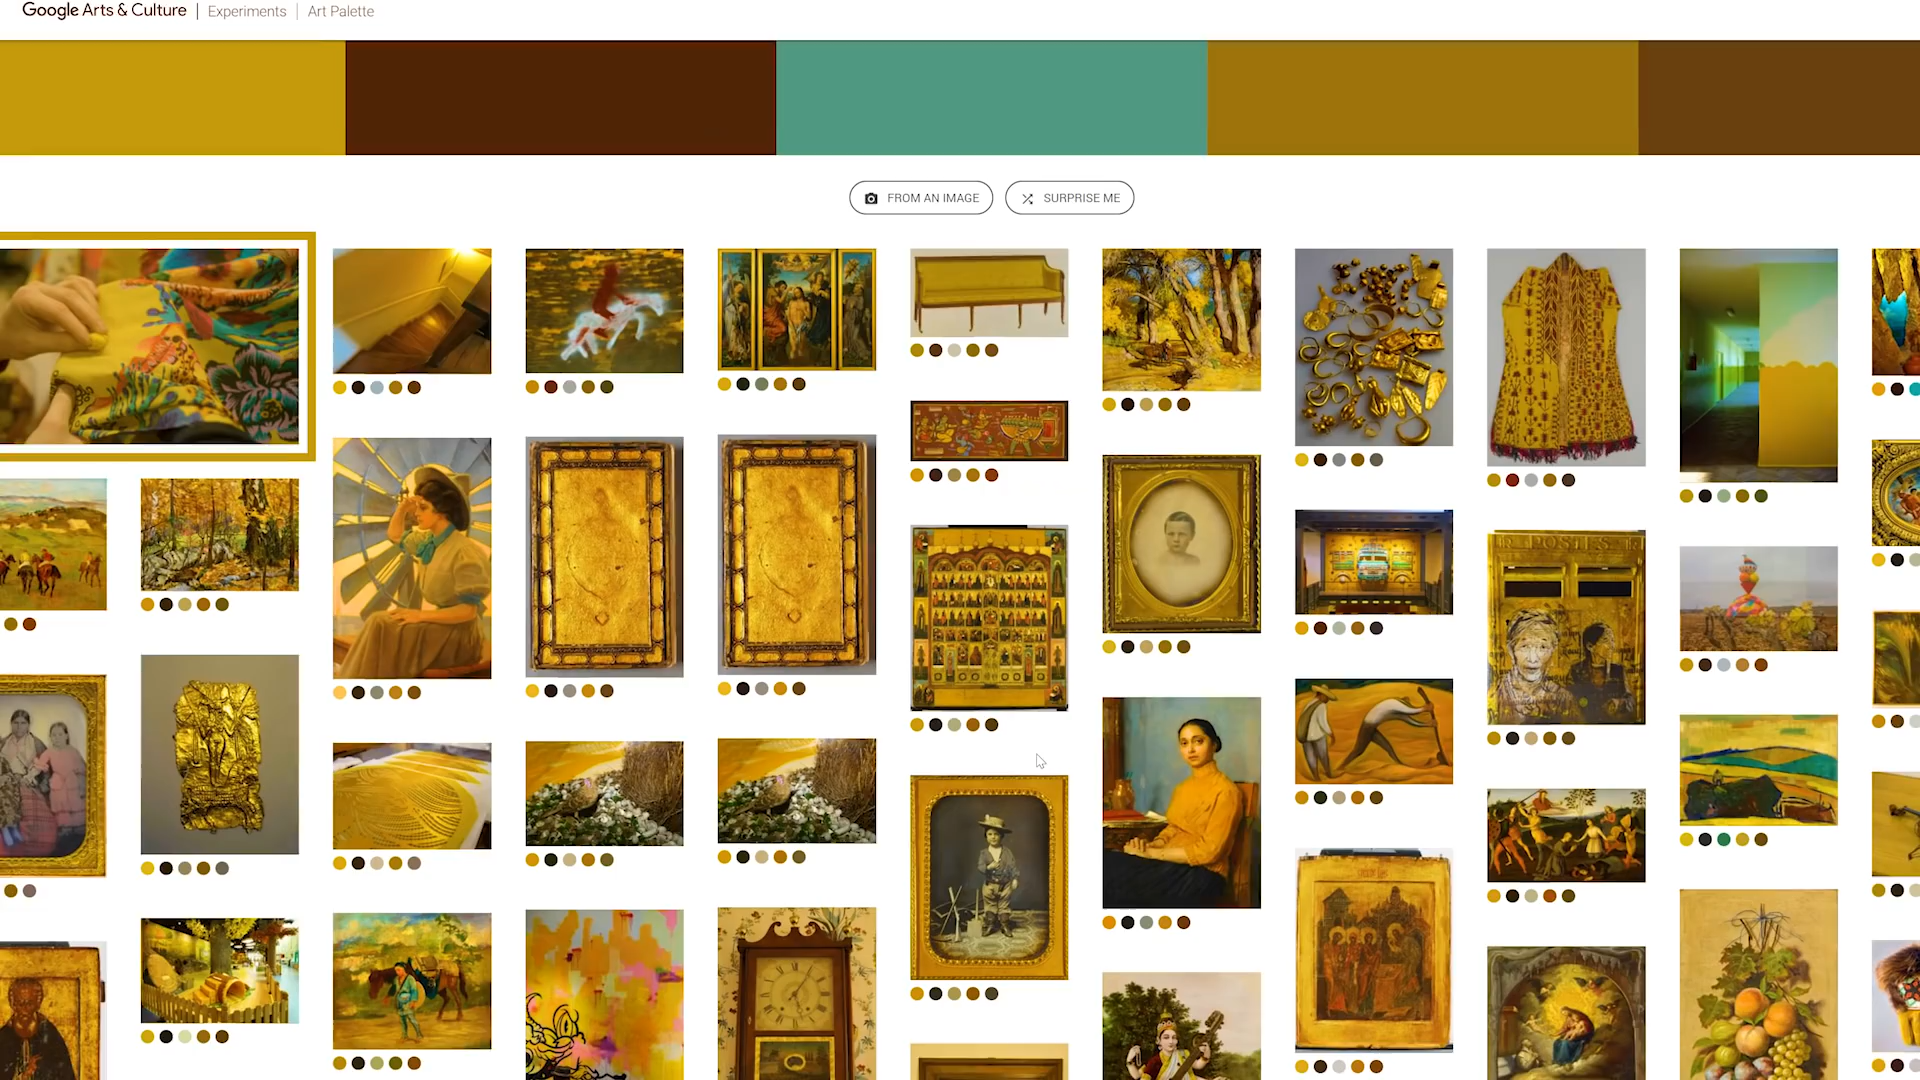 Google Arts & Culture | Experiments | Art Palette
FROM AN IMAGE
SURPRISE ME
POSTES